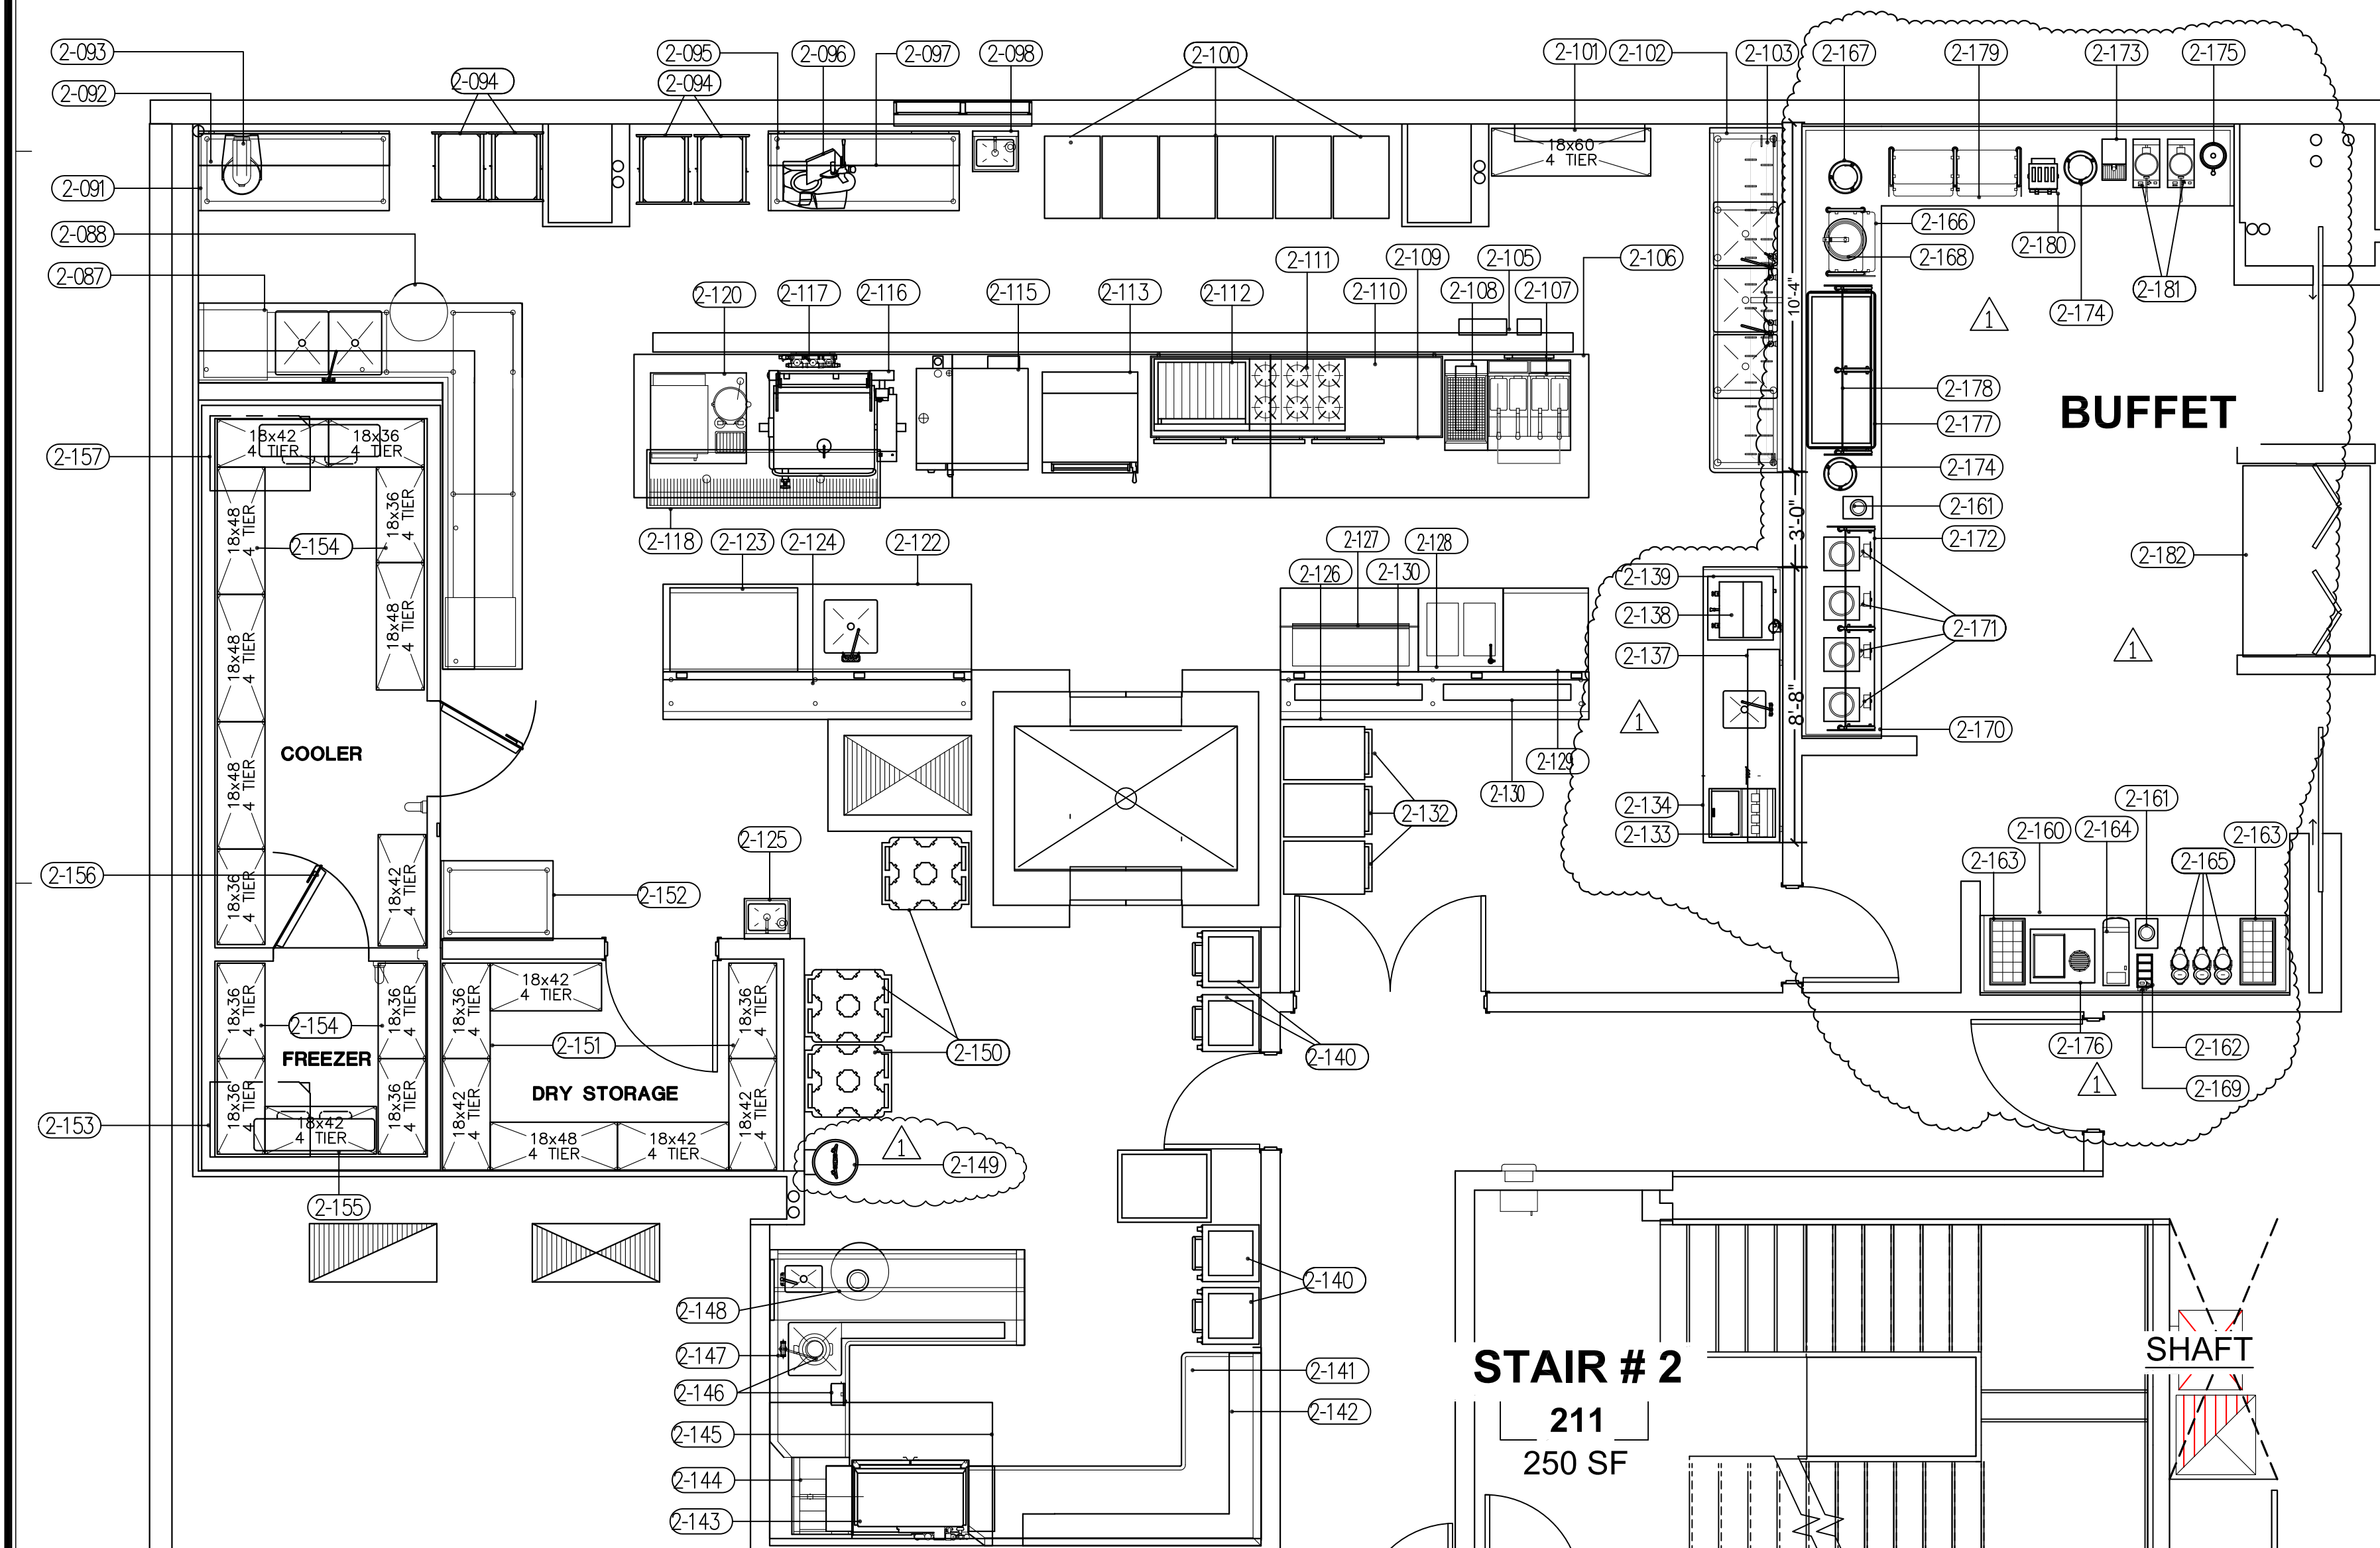 2-093
2-095
2-096
2-097
2-098
2-100
2-101
2-102
2-103
2-167
2-179
2-173
2-175
2-092
2-094
2-094
18x60
4 TIER
2-091
2-088
2-166
2-180
2-168
2-087
2-111
2-109
2-105
2-106
2-120
2-117
2-116
2-115
2-113
2-112
2-110
2-108
2-107
10'-4"
2-181
2-174
1
2-178
BUFFET
2-177
18x42
4 TIER
18x36
4 TIER
2-157
2-174
18x48
4 TIER
18x36
4 TIER
2-161
3'-0"
2-154
2-118
2-123
2-124
2-122
2-127
2-128
2-172
2-182
2-126
2-130
2-139
18x48
4 TIER
18x48
4 TIER
2-138
2-171
2-137
1
8'-8"
1
2-170
COOLER
18x48
4 TIER
2-129
2-130
2-134
2-132
2-133
2-161
2-160
2-164
2-163
2-125
2-163
2-165
2-156
18x36
4 TIER
18x42
4 TIER
2-152
18x36
4 TIER
18x36
4 TIER
18x36
4 TIER
18x42
4 TIER
18x36
4 TIER
2-154
2-151
2-150
2-140
2-176
2-162
FREEZER
1
2-169
DRY STORAGE
18x36
4 TIER
18x36
4 TIER
18x42
4 TIER
18x42
4 TIER
2-153
18x42
4 TIER
18x48
4 TIER
18x42
4 TIER
1
2-149
2-155
2-140
2-148
2-147
2-141
STAIR # 2
SHAFT
2-146
2-142
211
2-145
250 SF
2-144
2-143